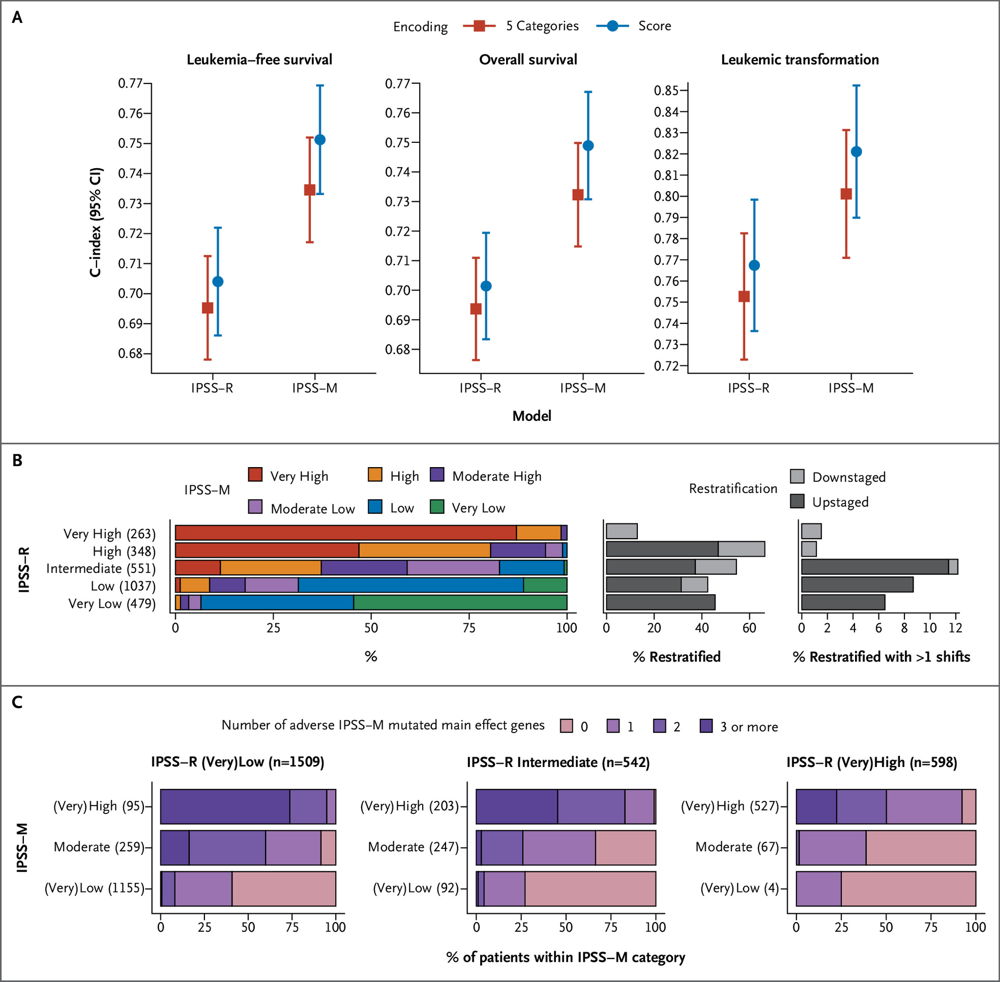 A
Encoding 5 Categories Score
Leukemia–free survival Overall survival Leukemic transformation
C–index (95% CI)
0.77
0.76
0.75
0.74
0.73
0.72
0.71
0.70
0.69
0.68
IPSS–R IPSS–M
0.77
0.76
0.75
0.74
0.73
0.72
0.71
0.70
0.69
0.68
IPSS–R IPSS–M
0.85
0.84
0.83
0.82
0.81
0.80
0.79
0.78
0.77
0.76
0.75
0.74
0.73
0.72
IPSS–R IPSS–M
Model
B
IPSS–M
Very High High Moderate High
Moderate Low Low Very Low
Restratification
Downstaged
Upstaged
IPSS–R
Very High (263)
High (348)
Intermediate (551)
Low (1037)
Very Low (479)
0 25 50 75 100
%
0 20 40 60
% Restratified
0 2 4 6 8 10 12
% Restratified with >1 shifts
C
Number of adverse IPSS–M mutated main effect genes 0 1 2 3 or more
IPSS–M
IPSS–R (Very)Low (n=1509)
(Very)High (95)
Moderate (259)
(Very)Low (1155)
0 25 50 75 100
IPSS–R Intermediate (n=542)
(Very)High (203)
Moderate (247)
(Very)Low (92)
0 25 50 75 100
IPSS–R (Very)High (n=598)
(Very)High (527)
Moderate (67)
(Very)Low (4)
0 25 50 75 100
% of patients within IPSS–M category